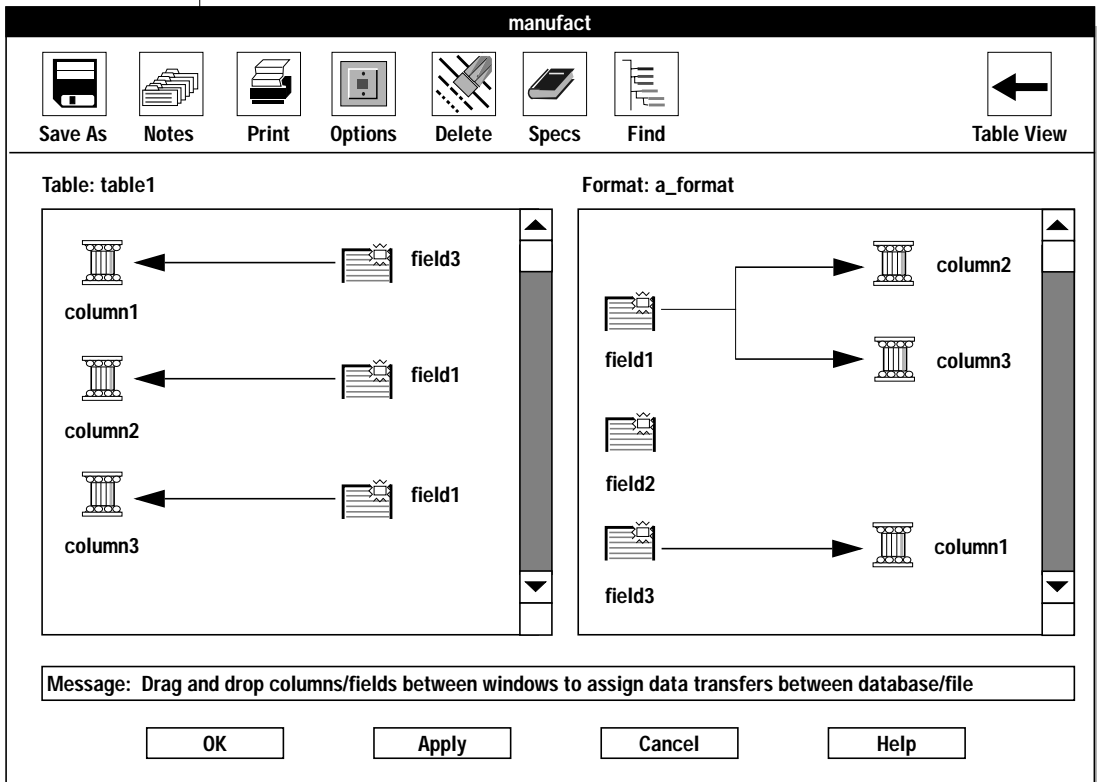 manufact
Save As Notes Print Options Delete Specs Find Table View
Table: table1 Format: a_format
field3
column1
field1
column2
field1
column3
column2
field1
column3
field2
column1
field3
Message: Drag and drop columns/fields between windows to assign data transfers between database/file
OK Apply Cancel Help